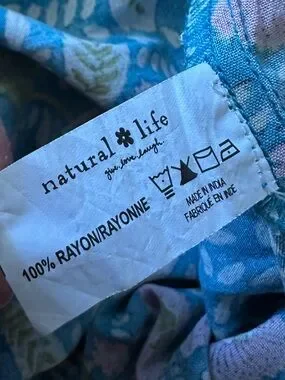 natural life
give.love.laugh.
100% RAYON/RAYONNE
MADE IN INDIA
FABRIQUÉ EN INDE